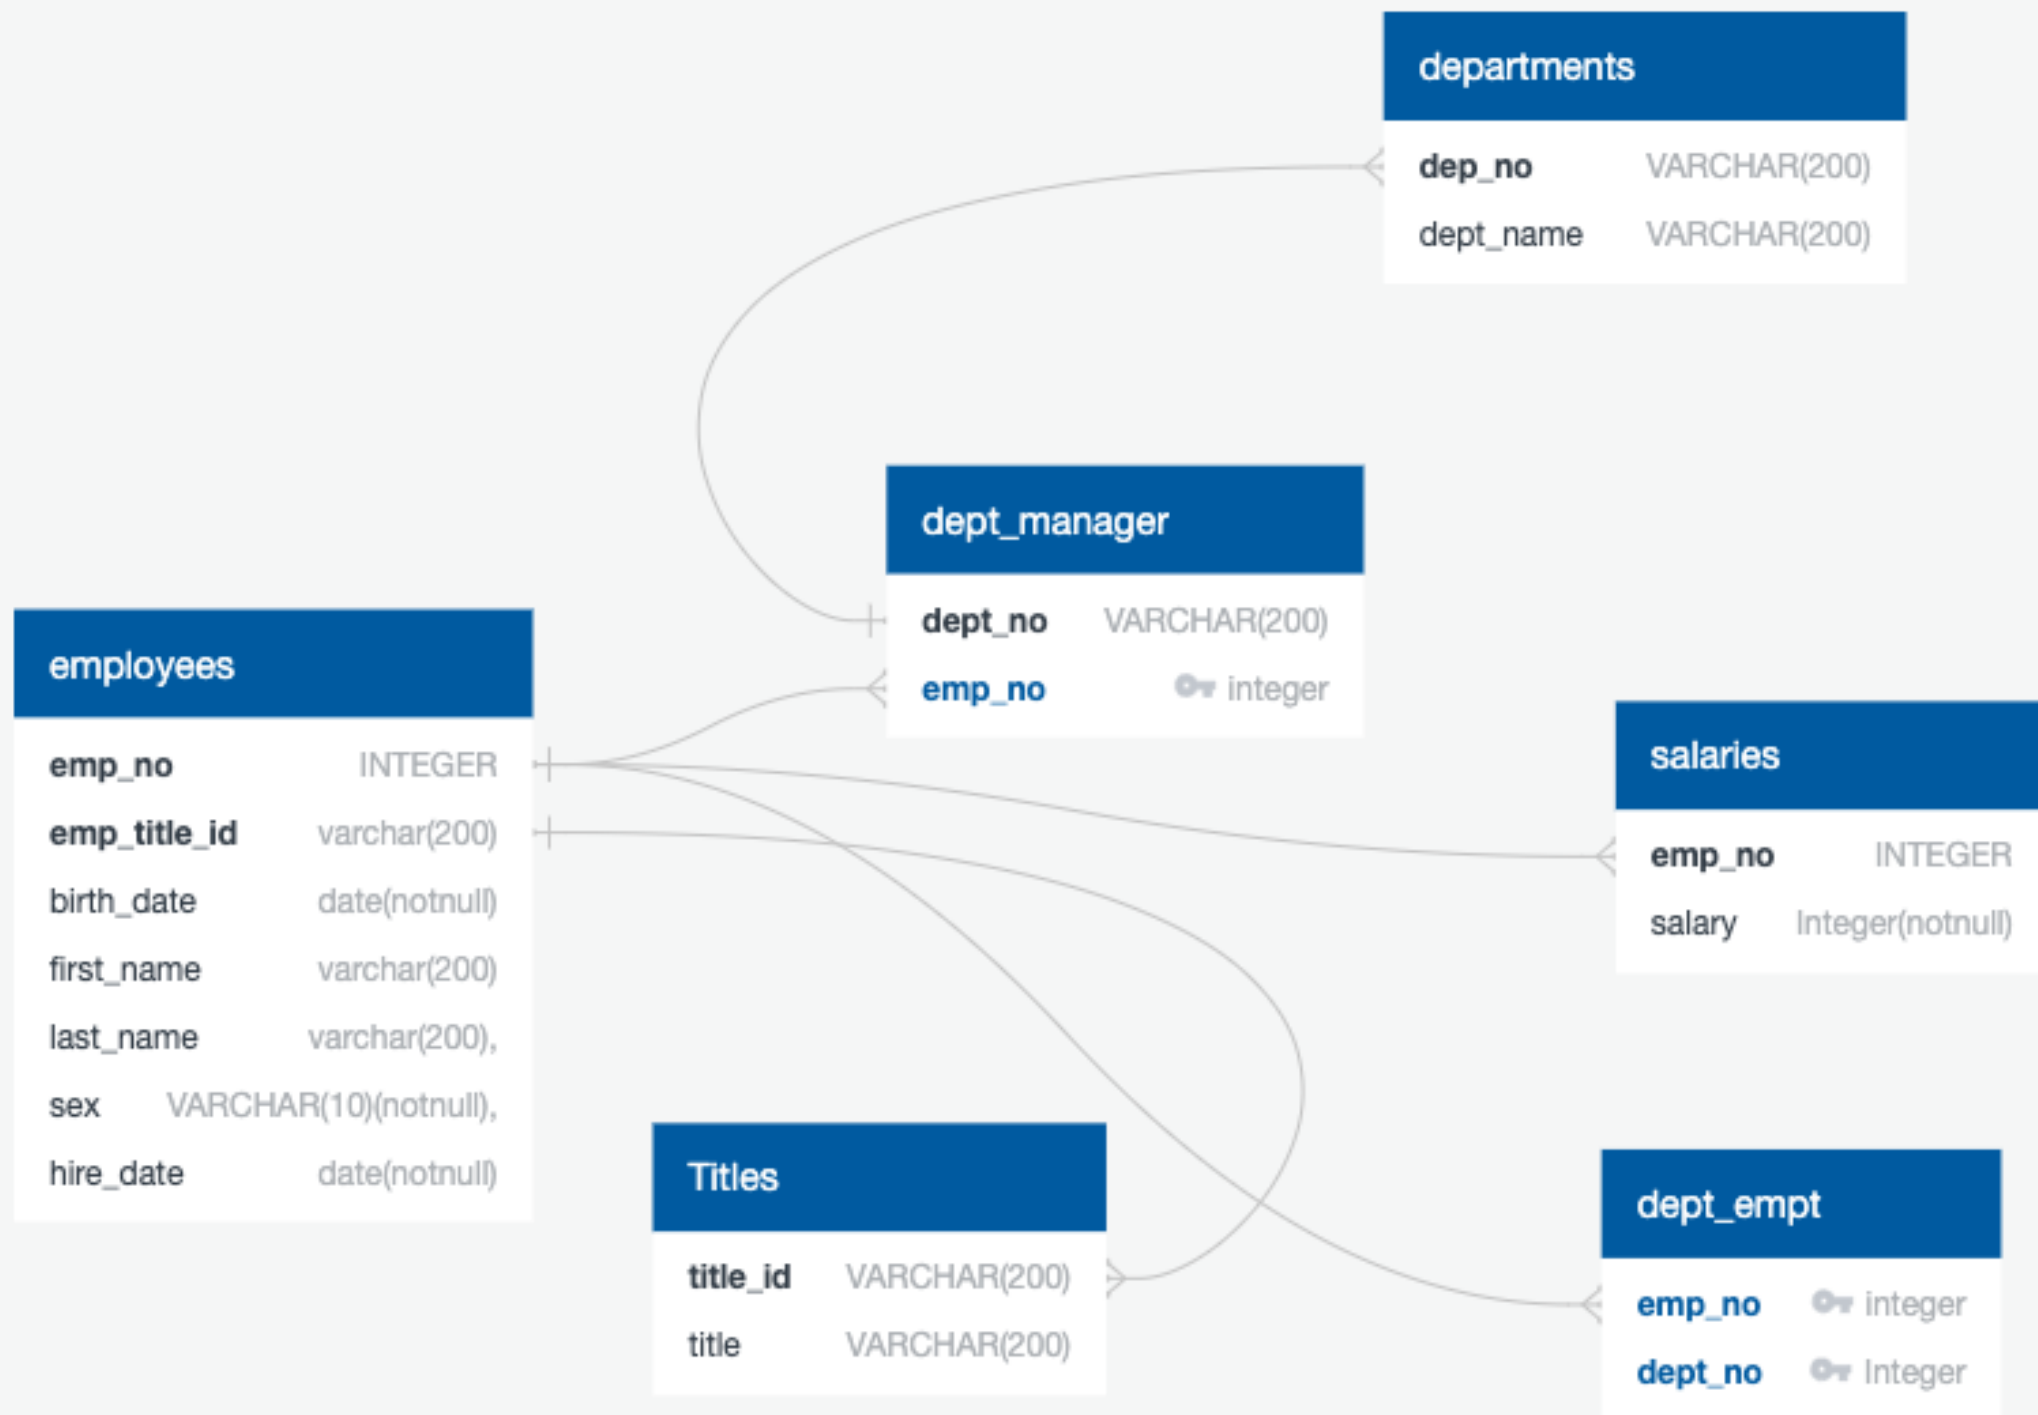 departments
dep_no VARCHAR(200)
dept_name VARCHAR(200)
dept_manager
dept_no VARCHAR(200)
emp_no integer
employees
emp_no INTEGER
emp_title_id varchar(200)
birth_date date(notnull)
first_name varchar(200)
last_name varchar(200),
sex VARCHAR(10)(notnull),
hire_date date(notnull)
salaries
emp_no INTEGER
salary Integer(notnull)
Titles
title_id VARCHAR(200)
title VARCHAR(200)
dept_empt
emp_no integer
dept_no Integer